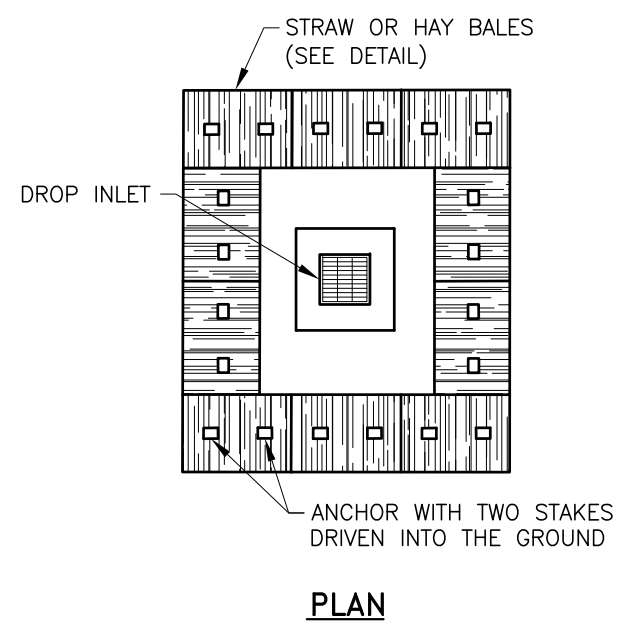 STRAW OR HAY BALES
(SEE DETAIL)
DROP INLET
ANCHOR WITH TWO STAKES
DRIVEN INTO THE GROUND
PLAN